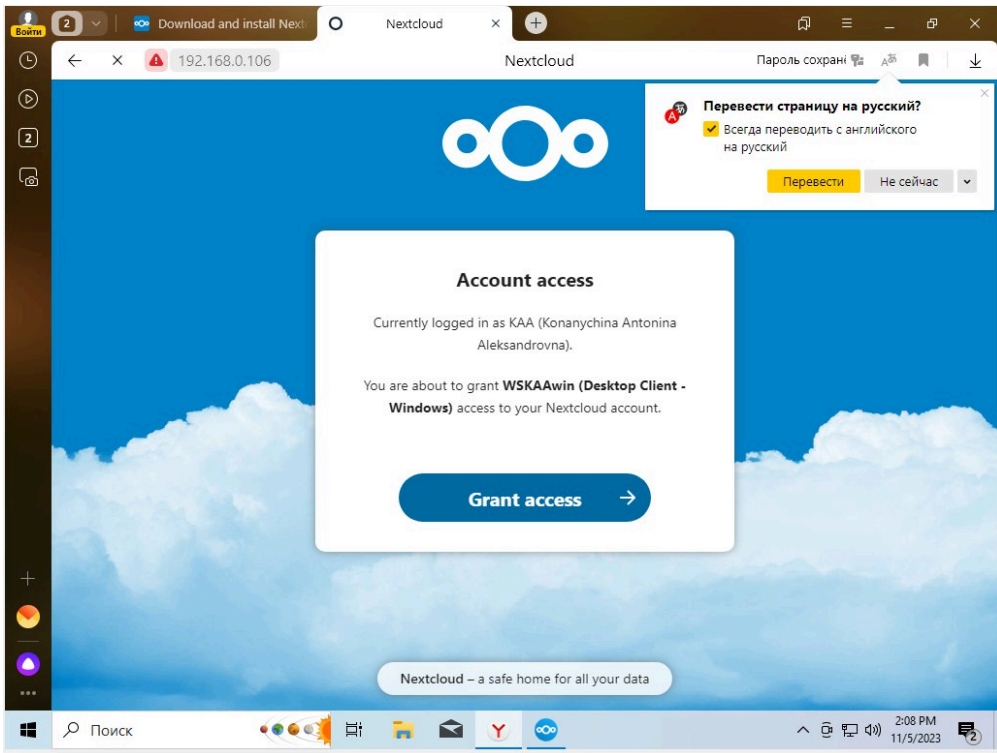 Войти
2
Download and install Next
Nextcloud
192.168.0.106
Nextcloud
Пароль сохран
Перевести страницу на русский?
Всегда переводить с английского
на русский
Перевести
Не сейчас
2
Account access
Currently logged in as KAA (Konanychina Antonina
Aleksandrovna).
You are about to grant WSKAAwin (Desktop Client -
Windows) access to your Nextcloud account.
Grant access
Nextcloud – a safe home for all your data
Поиск
2:08 PM
11/5/2023
2